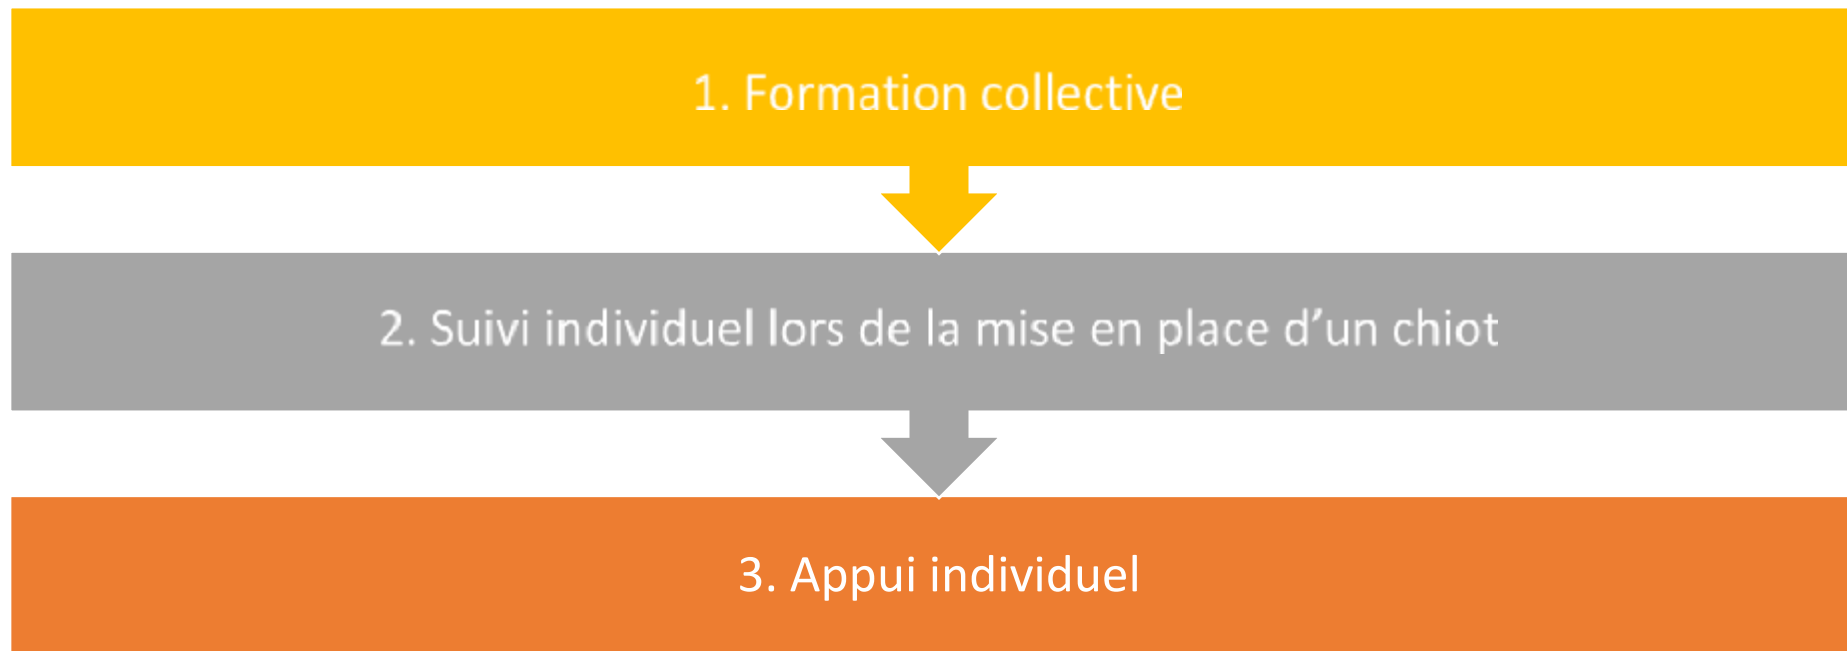 1. Formation collective
2. Suivi individuel lors de la mise en place d’un chiot
3. Appui individuel